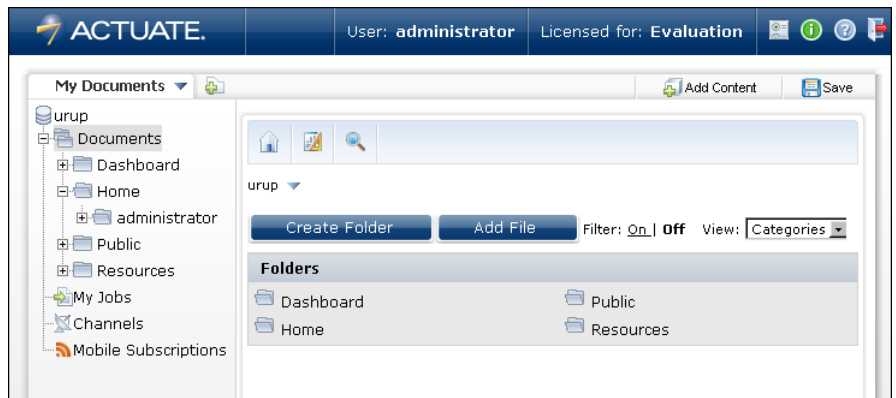 ACTUATE.
User: administrator
Licensed for: Evaluation
My Documents
Add Content
Save
urup
Documents
Dashboard
Home
administrator
Public
Resources
My Jobs
Channels
Mobile Subscriptions
urup
Create Folder
Add File
Filter: On | Off
View: Categories
Folders
Dashboard
Public
Home
Resources